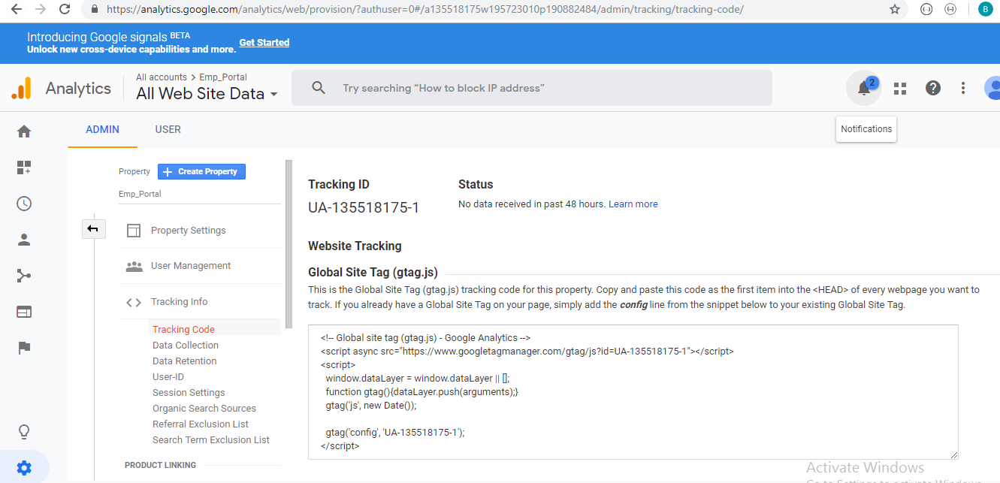 https://analytics.google.com/analytics/web/provision/?authuser=0#/a135518175w195723010p190882484/admin/tracking/tracking-code/
B
Introducing Google signals BETA
Unlock new cross-device capabilities and more. Get Started
Analytics
All accounts > Emp_Portal
All Web Site Data
Try searching “How to block IP address”
2
ADMIN
USER
Notifications
Property
Create Property
Emp_Portal
Property Settings
User Management
Tracking Info
Tracking Code
Data Collection
Data Retention
User-ID
Session Settings
Organic Search Sources
Referral Exclusion List
Search Term Exclusion List
PRODUCT LINKING
Tracking ID
UA-135518175-1
Status
No data received in past 48 hours. Learn more
Website Tracking
Global Site Tag (gtag.js)
This is the Global Site Tag (gtag.js) tracking code for this property. Copy and paste this code as the first item into the <HEAD> of every webpage you want to
track. If you already have a Global Site Tag on your page, simply add the config line from the snippet below to your existing Global Site Tag.
<!-- Global site tag (gtag.js) - Google Analytics -->
<script async src="https://www.googletagmanager.com/gtag/js?id=UA-135518175-1"></script>
<script>
window.dataLayer = window.dataLayer || [];
function gtag(){dataLayer.push(arguments);}
gtag('js', new Date());
gtag('config', 'UA-135518175-1');
</script>
Activate Windows